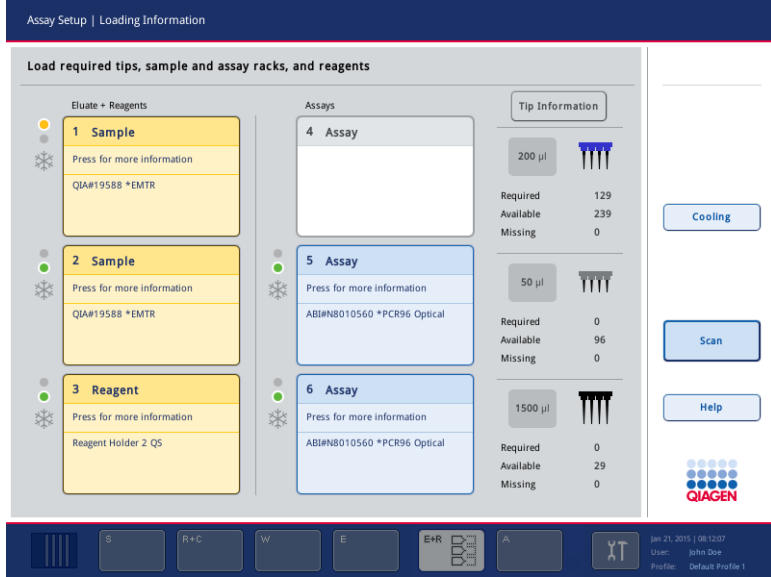 Assay Setup | Loading Information
Load required tips, sample and assay racks, and reagents
Eluate + Reagents
Assays
Tip Information
1 Sample
Press for more information
QIA#19588 *EMTR
4 Assay
200 µl
Required 129
Available 239
Missing 0
Cooling
2 Sample
Press for more information
QIA#19588 *EMTR
5 Assay
Press for more information
ABI#N8010560 *PCR96 Optical
50 µl
Required 0
Available 96
Missing 0
Scan
3 Reagent
Press for more information
Reagent Holder 2 QS
6 Assay
Press for more information
ABI#N8010560 *PCR96 Optical
1500 µl
Required 0
Available 29
Missing 0
Help
QIAGEN
S
R+C
W
E
E+R
A
Jan 21, 2015 | 08:12:07
User: John Doe
Profile: Default Profile 1